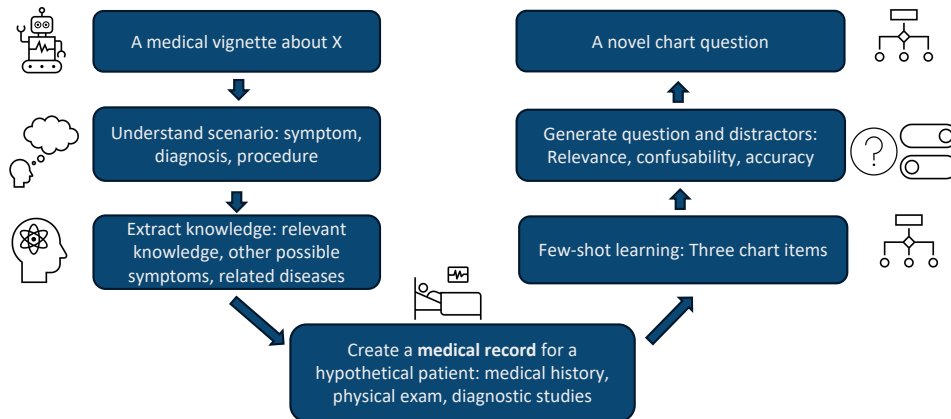 A medical vignette about X
Understand scenario: symptom,
diagnosis, procedure
Extract knowledge: relevant
knowledge, other possible
symptoms, related diseases
Create a medical record for a
hypothetical patient: medical history,
physical exam, diagnostic studies
Few-shot learning: Three chart items
Generate question and distractors:
Relevance, confusability, accuracy
?
A novel chart question